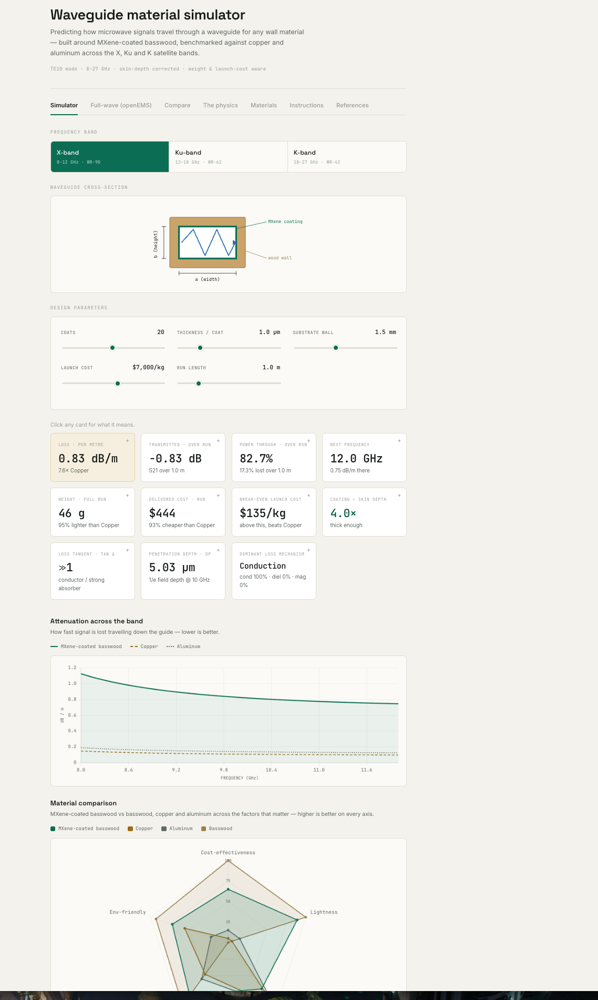 Waveguide material simulator
Predicting how microwave signals travel through a waveguide for any wall material
— built around MXene-coated basswood, benchmarked against copper and
aluminum across the X, Ku and K satellite bands.
TE10 mode · 8–27 GHz · skin-depth corrected · weight & launch-cost aware
Simulator Full-wave (openEMS) Compare The physics Materials Instructions References
FREQUENCY BAND
X-band Ku-band K-band
8–12 GHz · WR-90 12–18 GHz · WR-62 18–27 GHz · WR-42
WAVEGUIDE CROSS-SECTION
MXene coating
b (height)
wood wall
a (width)
DESIGN PARAMETERS
COATS 20 THICKNESS / COAT 1.0 µm SUBSTRATE WALL 1.5 mm
LAUNCH COST $7,000/kg RUN LENGTH 1.0 m
Click any card for what it means.
LOSS · PER METRE +
0.83 dB/m
7.6× Copper
TRANSMITTED · OVER RUN +
-0.83 dB
S21 over 1.0 m
POWER THROUGH · OVER RUN +
82.7%
17.3% lost over 1.0 m
BEST FREQUENCY +
12.0 GHz
0.75 dB/m there
WEIGHT · FULL RUN +
46 g
95% lighter than Copper
DELIVERED COST · RUN +
$444
93% cheaper than Copper
BREAK-EVEN LAUNCH COST +
$135/kg
above this, beats Copper
COATING ÷ SKIN DEPTH +
4.0×
thick enough
LOSS TANGENT · TAN Δ +
≫1
conductor / strong
absorber
PENETRATION DEPTH · DP +
5.03 µm
1/e field depth @ 10 GHz
DOMINANT LOSS MECHANISM +
Conduction
cond 100% · diel 0% · mag
0%
Attenuation across the band
How fast signal is lost travelling down the guide — lower is better.
MXene-coated basswood Copper Aluminum
1.2
1.0
0.8
0.6
0.4
0.2
0
dB / m
8.0 8.6 9.2 9.8 10.4 11.0 11.6
FREQUENCY (GHz)
Material comparison
MXene-coated basswood vs basswood, copper and aluminum across the factors that matter — higher is better on every axis.
MXene-coated basswood Copper Aluminum Basswood
Cost-effectiveness
100
75
50
Env-friendly Lightness
25